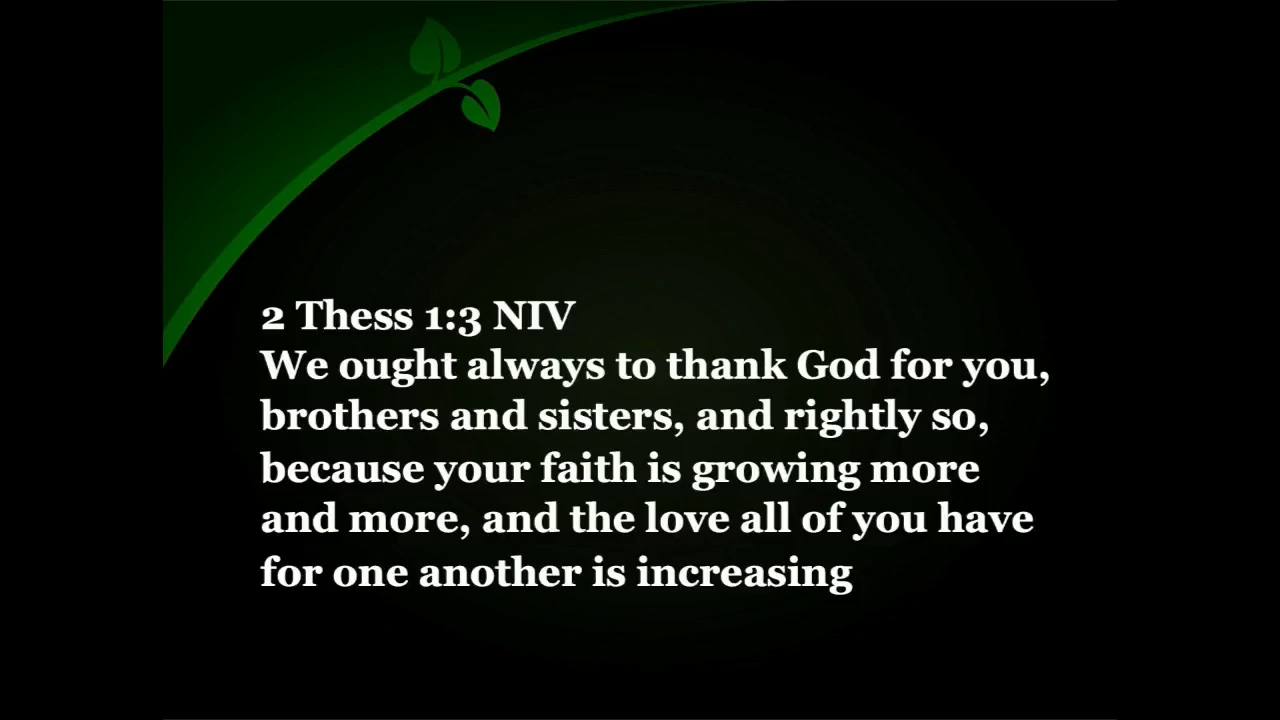 2 Thess 1:3 NIV
We ought always to thank God for you,
brothers and sisters, and rightly so,
because your faith is growing more
and more, and the love all of you have
for one another is increasing